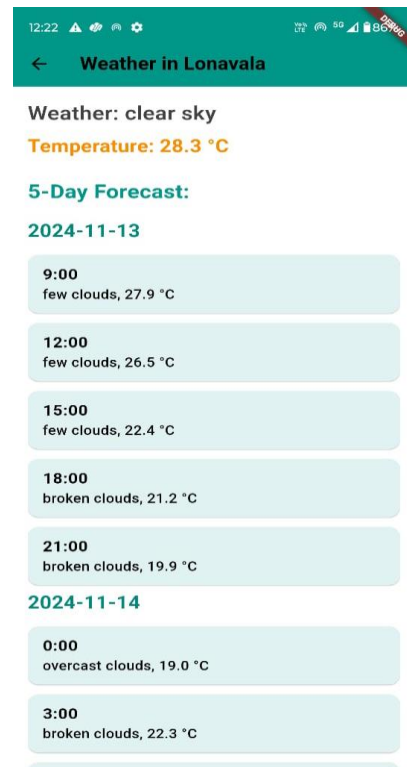 12:22
5G 86%
DEBUG
Weather in Lonavala
Weather: clear sky
Temperature: 28.3 °C
5-Day Forecast:
2024-11-13
9:00
few clouds, 27.9 °C
12:00
few clouds, 26.5 °C
15:00
few clouds, 22.4 °C
18:00
broken clouds, 21.2 °C
21:00
broken clouds, 19.9 °C
2024-11-14
0:00
overcast clouds, 19.0 °C
3:00
broken clouds, 22.3 °C